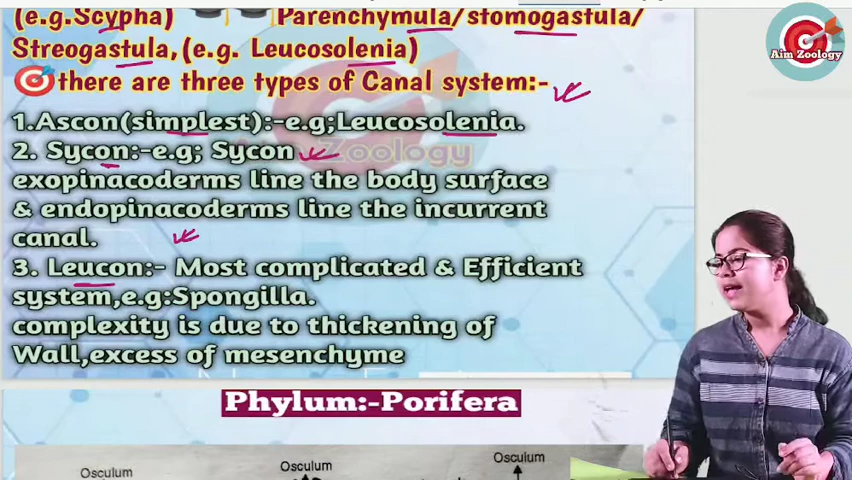 (e.g.Scypha) Parenchymula/stomogastula/
Streogastula,(e.g. Leucosolenia)
there are three types of Canal system:-
1.Ascon(simplest):-e.g;Leucosolenia.
2. Sycon:-e.g; Sycon
exopinacoderms line the body surface
& endopinacoderms line the incurrent
canal.
3. Leucon:- Most complicated & Efficient
system,e.g:Spongilla.
complexity is due to thickening of
Wall,excess of mesenchyme
Phylum:-Porifera
Osculum Osculum Osculum
Aim Zoology
Zoology